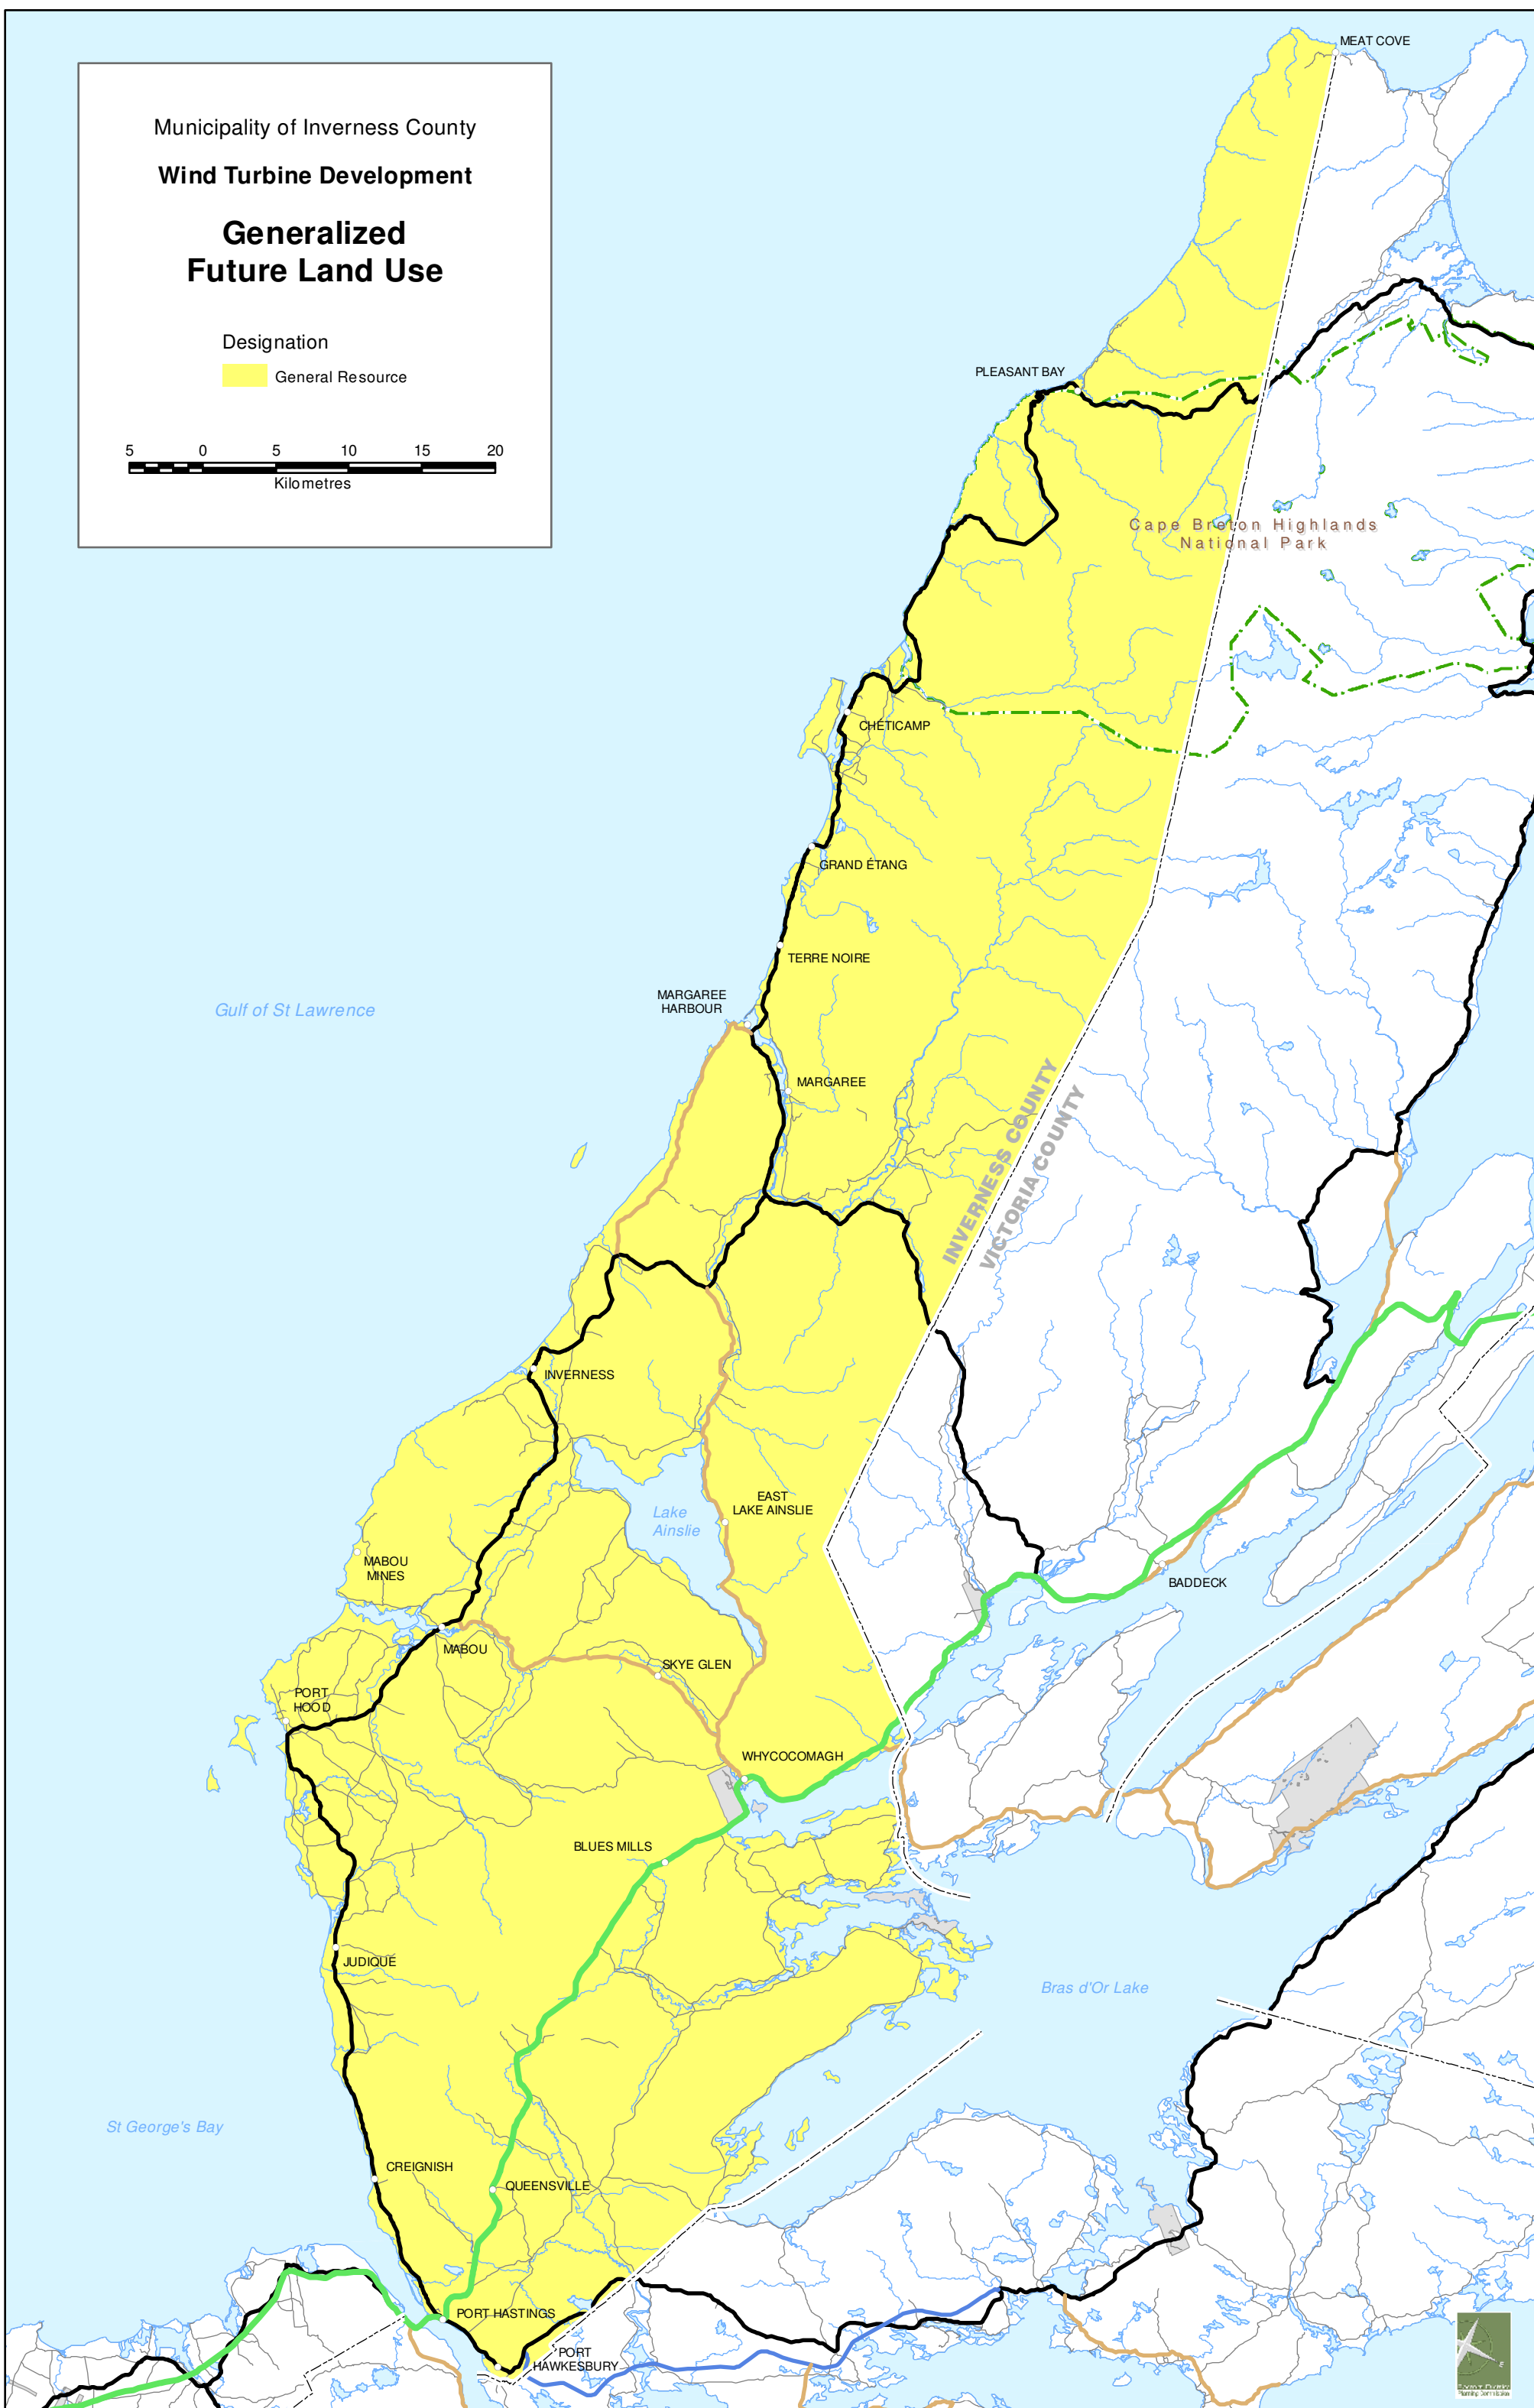 Municipality of Inverness County
Wind Turbine Development
Generalized
Future Land Use
Designation
General Resource
5 0 5 10 15 20
Kilometres
MEAT COVE
PLEASANT BAY
Cape Breton Highlands
National Park
CHÉTICAMP
GRAND ÉTANG
TERRE NOIRE
MARGAREE
HARBOUR
Gulf of St Lawrence
MARGAREE
INVERNESS COUNTY
VICTORIA COUNTY
INVERNESS
EAST
LAKE AINSLIE
Lake
Ainslie
MABOU
MINES
BADDECK
MABOU
SKYE GLEN
PORT
HOOD
WHYCOCOMAGH
BLUES MILLS
JUDIQUE
Bras d'Or Lake
St George's Bay
CREIGNISH
QUEENSVILLE
PORT HASTINGS
PORT
HAWKESBURY